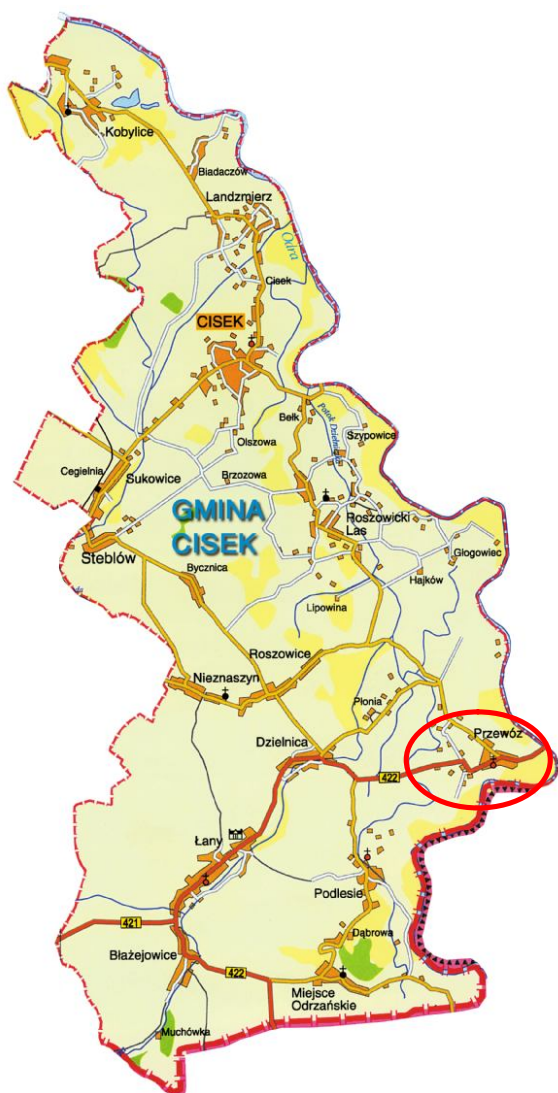 Kobylice
Biadaczów
Landzmierz
Odra
Cisek
CISEK
Bełk
Potok Dzielniczka
Szypowice
Olszowa
Cegielnia
Sukowice
Brzozowa
GMINA
CISEK
Roszowicki
Las
Steblów
Głogowiec
Bycznica
Hajków
Lipowina
Roszowice
Nieznaszyn
Płonia
Przewóz
Dzielnica
422
Łany
Podlesie
Dąbrowa
421
Błażejowice
422
Miejsce
Odrzańskie
Muchówka